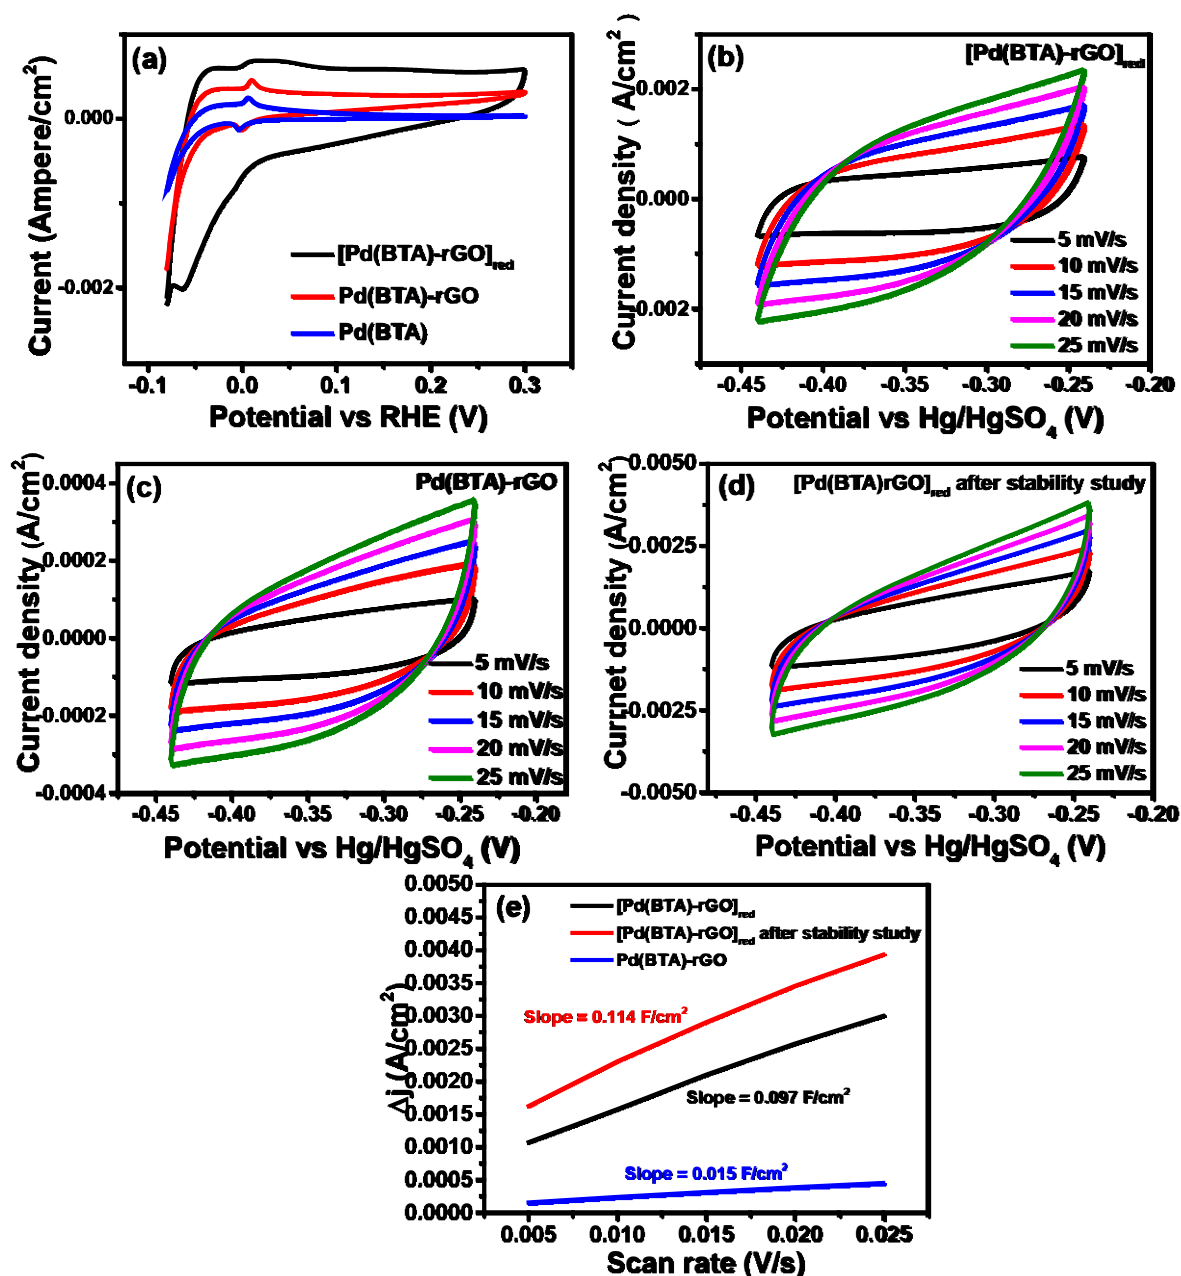 (a)
Current (Ampere/cm²)
0.000
-0.002
[Pd(BTA)-rGO]red
Pd(BTA)-rGO
Pd(BTA)
-0.1 0.0 0.1 0.2 0.3
Potential vs RHE (V)
(b)
[Pd(BTA)-rGO]red
Current density ( A/cm²)
0.002
0.000
-0.002
5 mV/s
10 mV/s
15 mV/s
20 mV/s
25 mV/s
-0.45 -0.40 -0.35 -0.30 -0.25 -0.20
Potential vs Hg/HgSO₄ (V)
(c)
Pd(BTA)-rGO
Current density (A/cm²)
0.0004
0.0002
0.0000
-0.0002
-0.0004
5 mV/s
10 mV/s
15 mV/s
20 mV/s
25 mV/s
-0.45 -0.40 -0.35 -0.30 -0.25 -0.20
Potential vs Hg/HgSO₄ (V)
(d)
[Pd(BTA)rGO]red after stability study
Currnet density (A/cm²)
0.0050
0.0025
0.0000
-0.0025
-0.0050
5 mV/s
10 mV/s
15 mV/s
20 mV/s
25 mV/s
-0.45 -0.40 -0.35 -0.30 -0.25 -0.20
Potential vs Hg/HgSO₄ (V)
(e)
Δj (A/cm²)
0.0050
0.0045
0.0040
0.0035
0.0030
0.0025
0.0020
0.0015
0.0010
0.0005
0.0000
[Pd(BTA)-rGO]red
[Pd(BTA)-rGO]red after stability study
Pd(BTA)-rGO
Slope = 0.114 F/cm²
Slope = 0.097 F/cm²
Slope = 0.015 F/cm²
0.005 0.010 0.015 0.020 0.025
Scan rate (V/s)